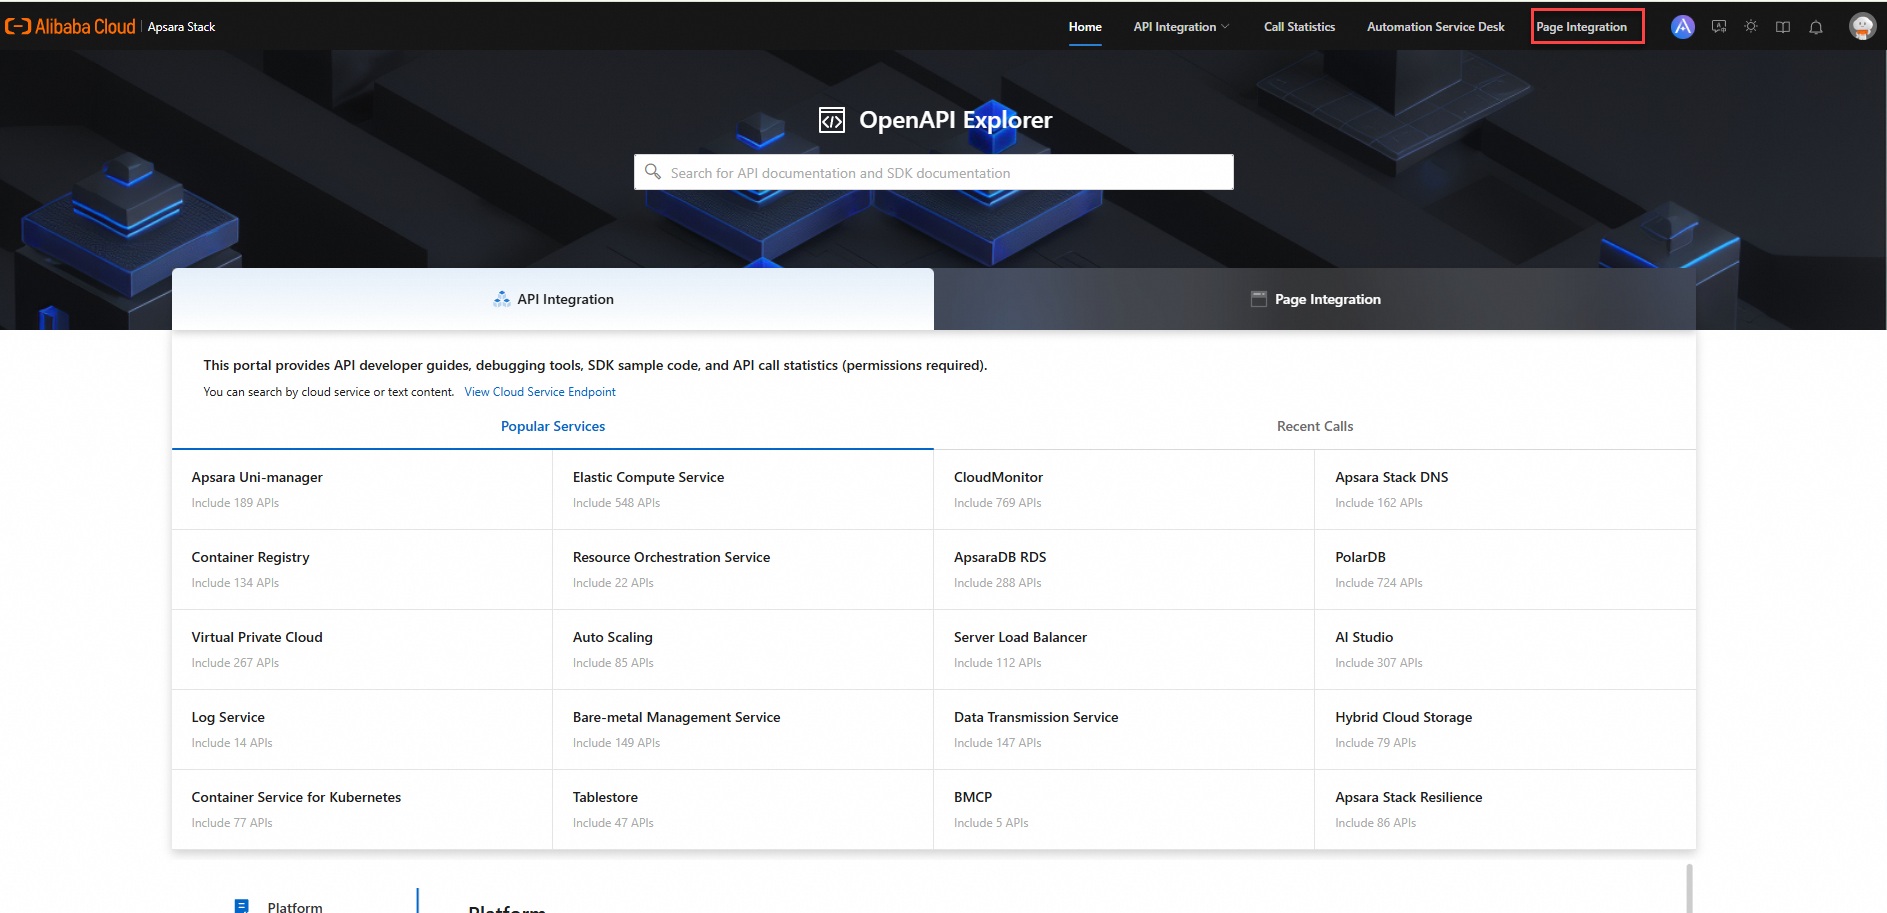 Alibaba Cloud | Apsara Stack
Home
API Integration
Call Statistics
Automation Service Desk
Page Integration
OpenAPI Explorer
Search for API documentation and SDK documentation
API Integration
Page Integration
This portal provides API developer guides, debugging tools, SDK sample code, and API call statistics (permissions required).
You can search by cloud service or text content. View Cloud Service Endpoint
Popular Services
Recent Calls
Apsara Uni-manager
Include 189 APIs
Elastic Compute Service
Include 548 APIs
CloudMonitor
Include 769 APIs
Apsara Stack DNS
Include 162 APIs
Container Registry
Include 134 APIs
Resource Orchestration Service
Include 22 APIs
ApsaraDB RDS
Include 288 APIs
PolarDB
Include 724 APIs
Virtual Private Cloud
Include 267 APIs
Auto Scaling
Include 85 APIs
Server Load Balancer
Include 112 APIs
AI Studio
Include 307 APIs
Log Service
Include 14 APIs
Bare-metal Management Service
Include 149 APIs
Data Transmission Service
Include 147 APIs
Hybrid Cloud Storage
Include 79 APIs
Container Service for Kubernetes
Include 77 APIs
Tablestore
Include 47 APIs
BMCP
Include 5 APIs
Apsara Stack Resilience
Include 86 APIs
Platform
Platform